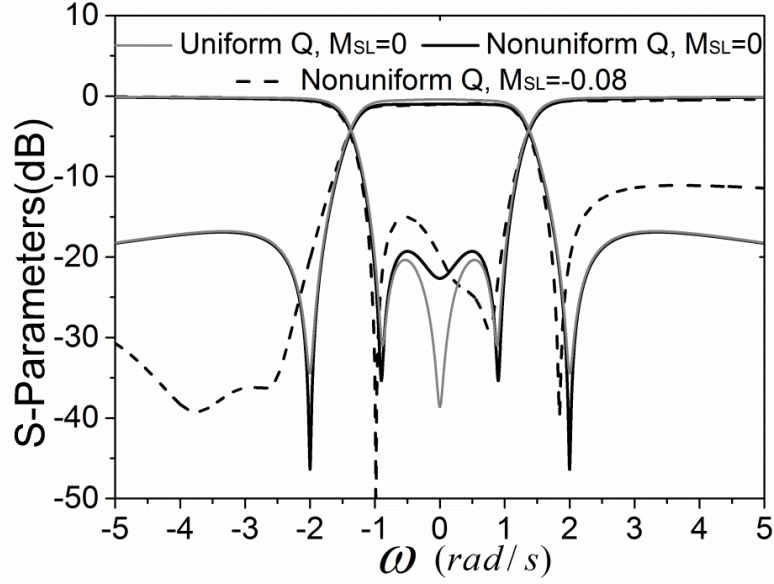 10
Uniform Q, MSL=0 Nonuniform Q, MSL=0
Nonuniform Q, MSL=-0.08
0
-10
-20
-30
-40
-50
S-Parameters(dB)
-5 -4 -3 -2 -1 0 1 2 3 4 5
ω (rad/s)